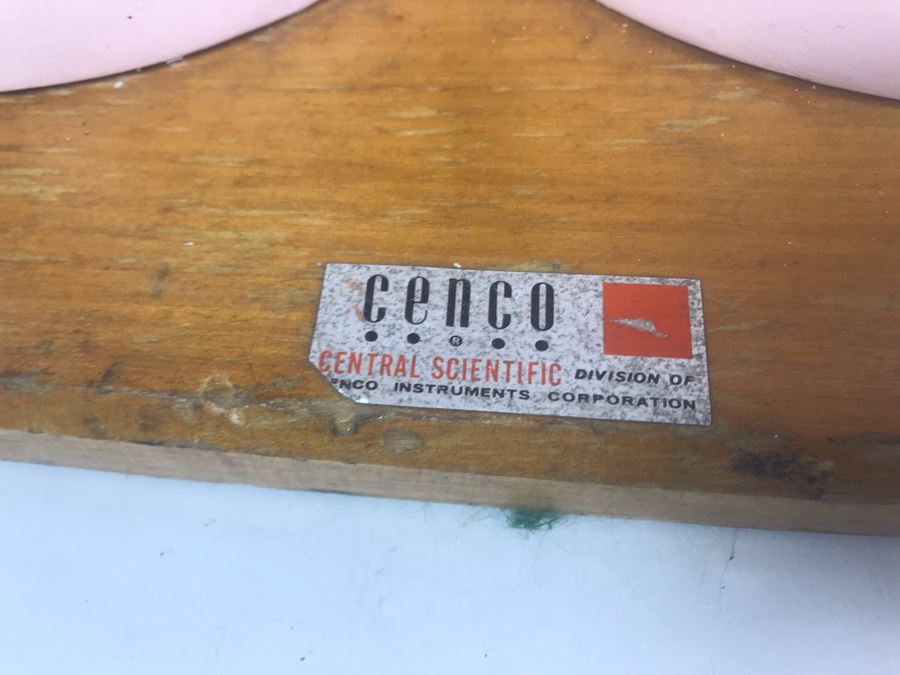 cenco
®
CENTRAL SCIENTIFIC DIVISION OF
ENCO INSTRUMENTS CORPORATION